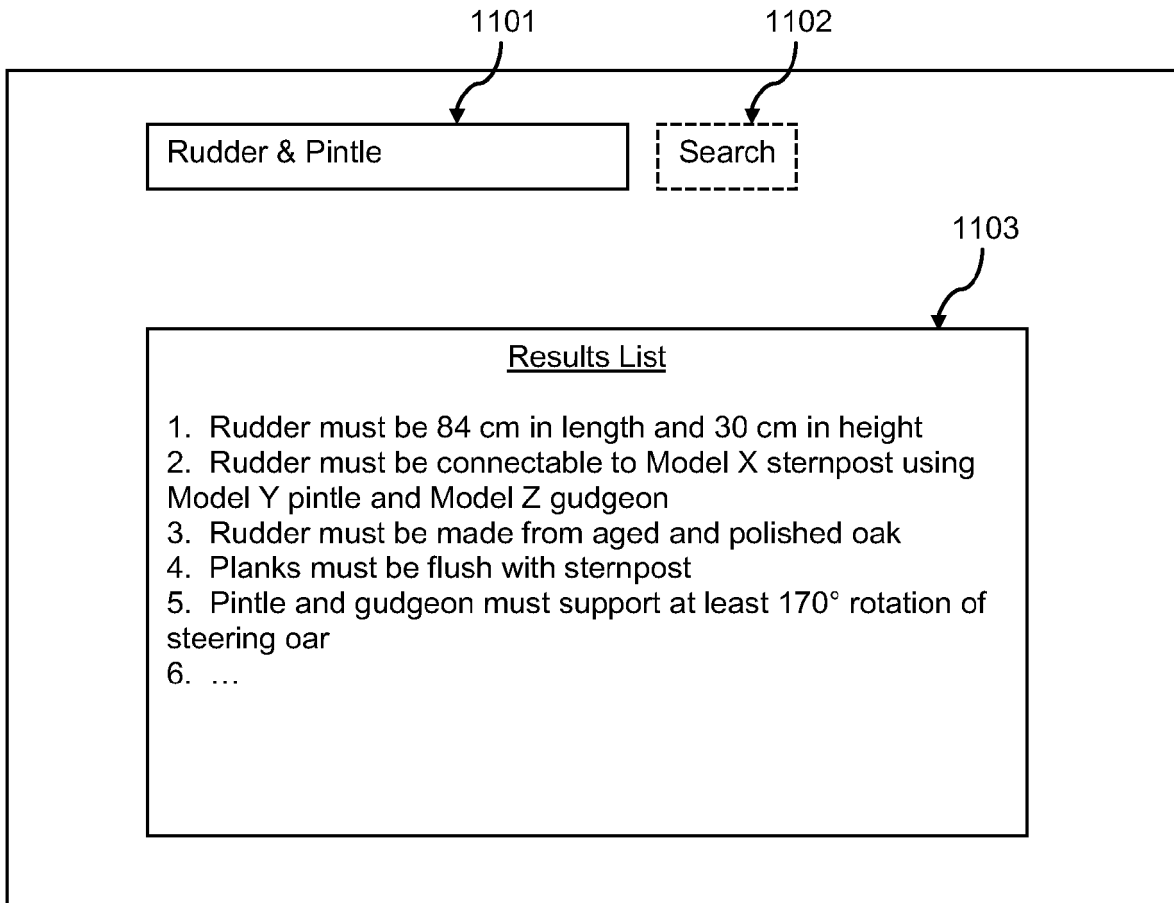 1101
1102
Rudder & Pintle
Search
1103
Results List
1. Rudder must be 84 cm in length and 30 cm in height
2. Rudder must be connectable to Model X sternpost using
Model Y pintle and Model Z gudgeon
3. Rudder must be made from aged and polished oak
4. Planks must be flush with sternpost
5. Pintle and gudgeon must support at least 170° rotation of
steering oar
6. …